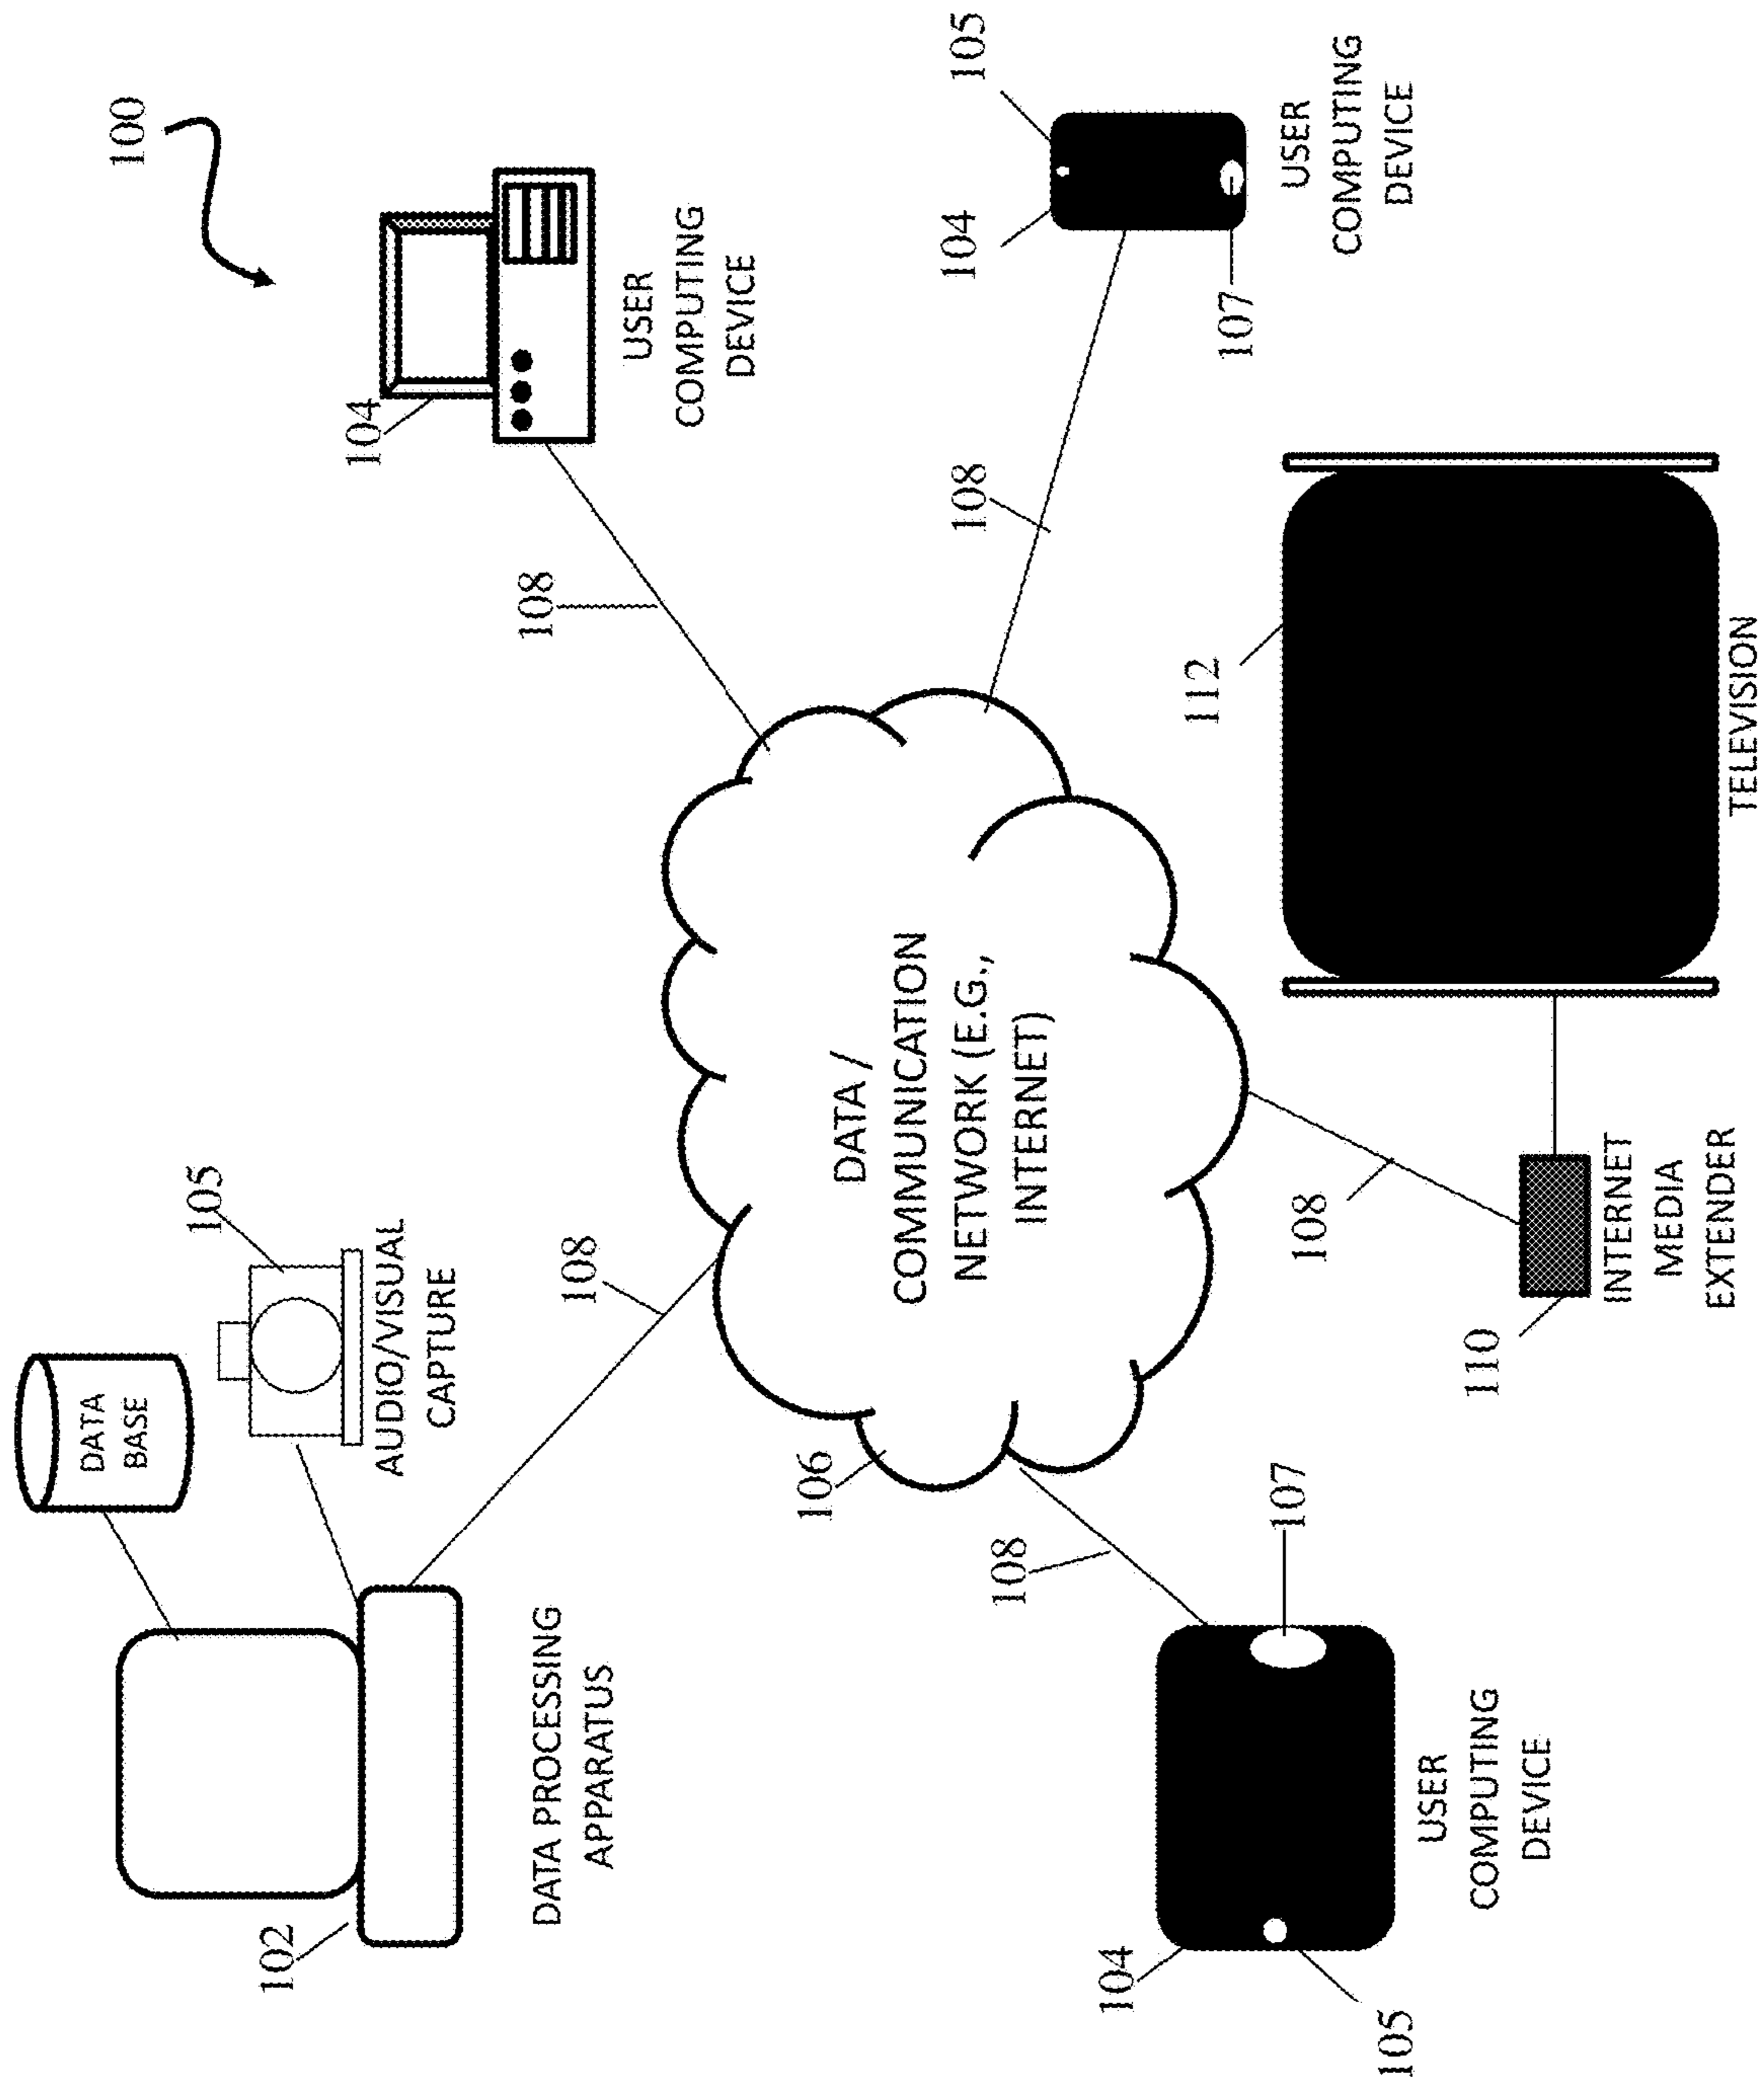 100
DATA
BASE
105
AUDIO/VISUAL
CAPTURE
102
DATA PROCESSING
APPARATUS
108
104
USER
COMPUTING
DEVICE
108
106
DATA /
COMMUNICATION
NETWORK (E.G.,
INTERNET)
108
104
105
107
USER
COMPUTING
DEVICE
104
105
108
107
USER
COMPUTING
DEVICE
108
110
INTERNET
MEDIA
EXTENDER
112
TELEVISION